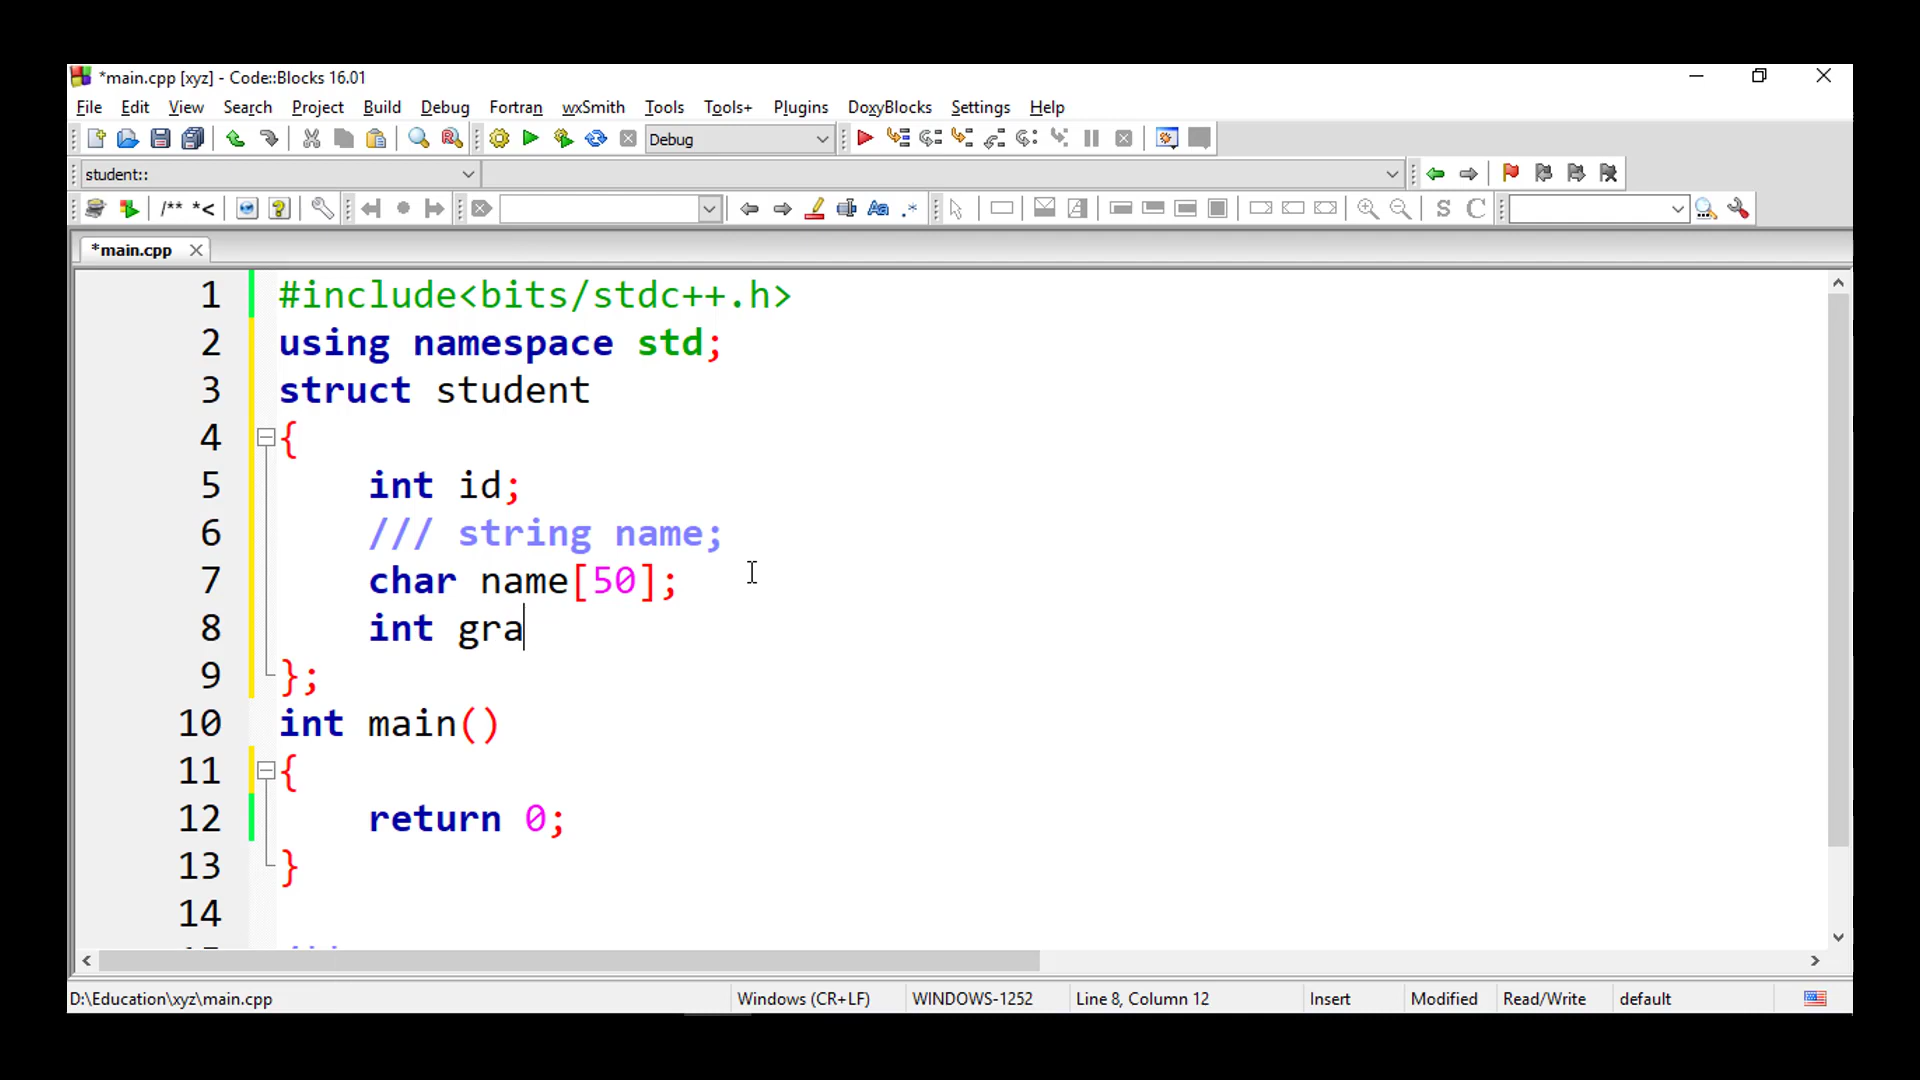 *main.cpp [xyz] - Code::Blocks 16.01
File Edit View Search Project Build Debug Fortran wxSmith Tools Tools+ Plugins DoxyBlocks Settings Help
Debug
student::
/** *<
Aa .* S C
*main.cpp
1 #include<bits/stdc++.h>
2 using namespace std;
3 struct student
4 {
5 int id;
6 /// string name;
7 char name[50];
8 int gra
9 };
10 int main()
11 {
12 return 0;
13 }
14
D:\Education\xyz\main.cpp Windows (CR+LF) WINDOWS-1252 Line 8, Column 12 Insert Modified Read/Write default